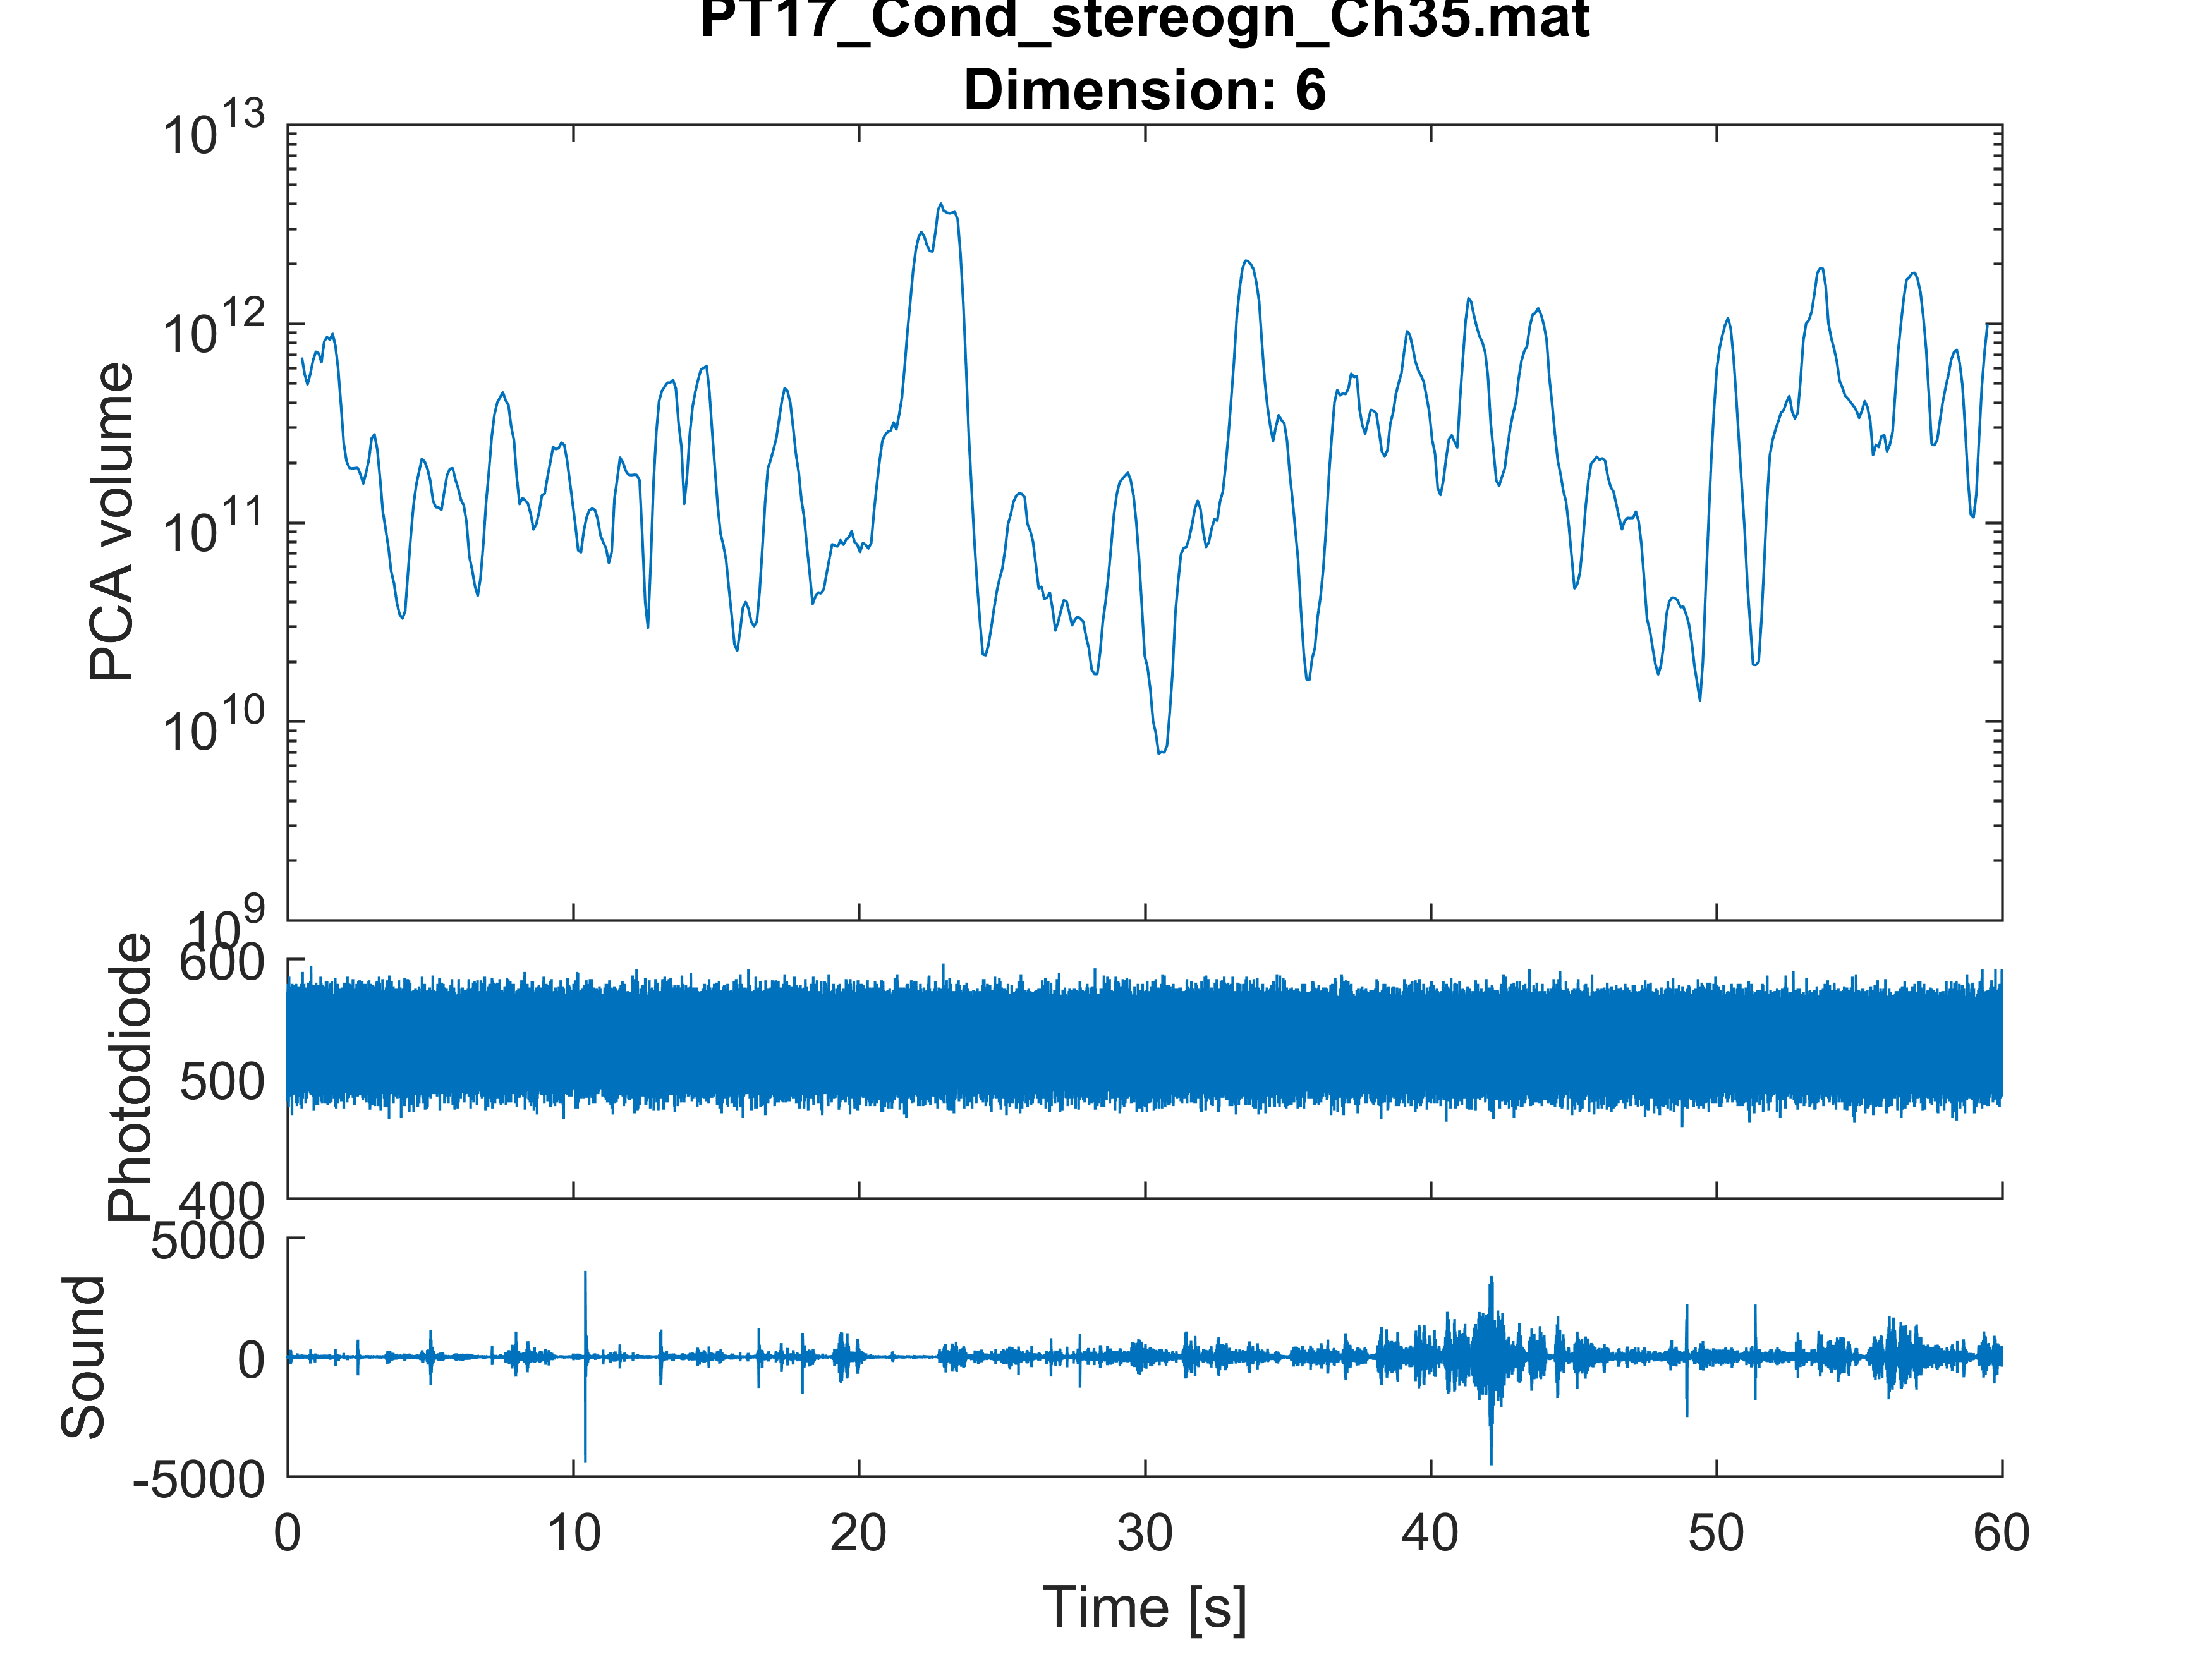 PT17_Cond_stereogn_Ch35.mat
Dimension: 6
10^13
10^12
10^11
10^10
10^9
PCA volume
600
500
400
Photodiode
5000
0
-5000
Sound
0 10 20 30 40 50 60
Time [s]